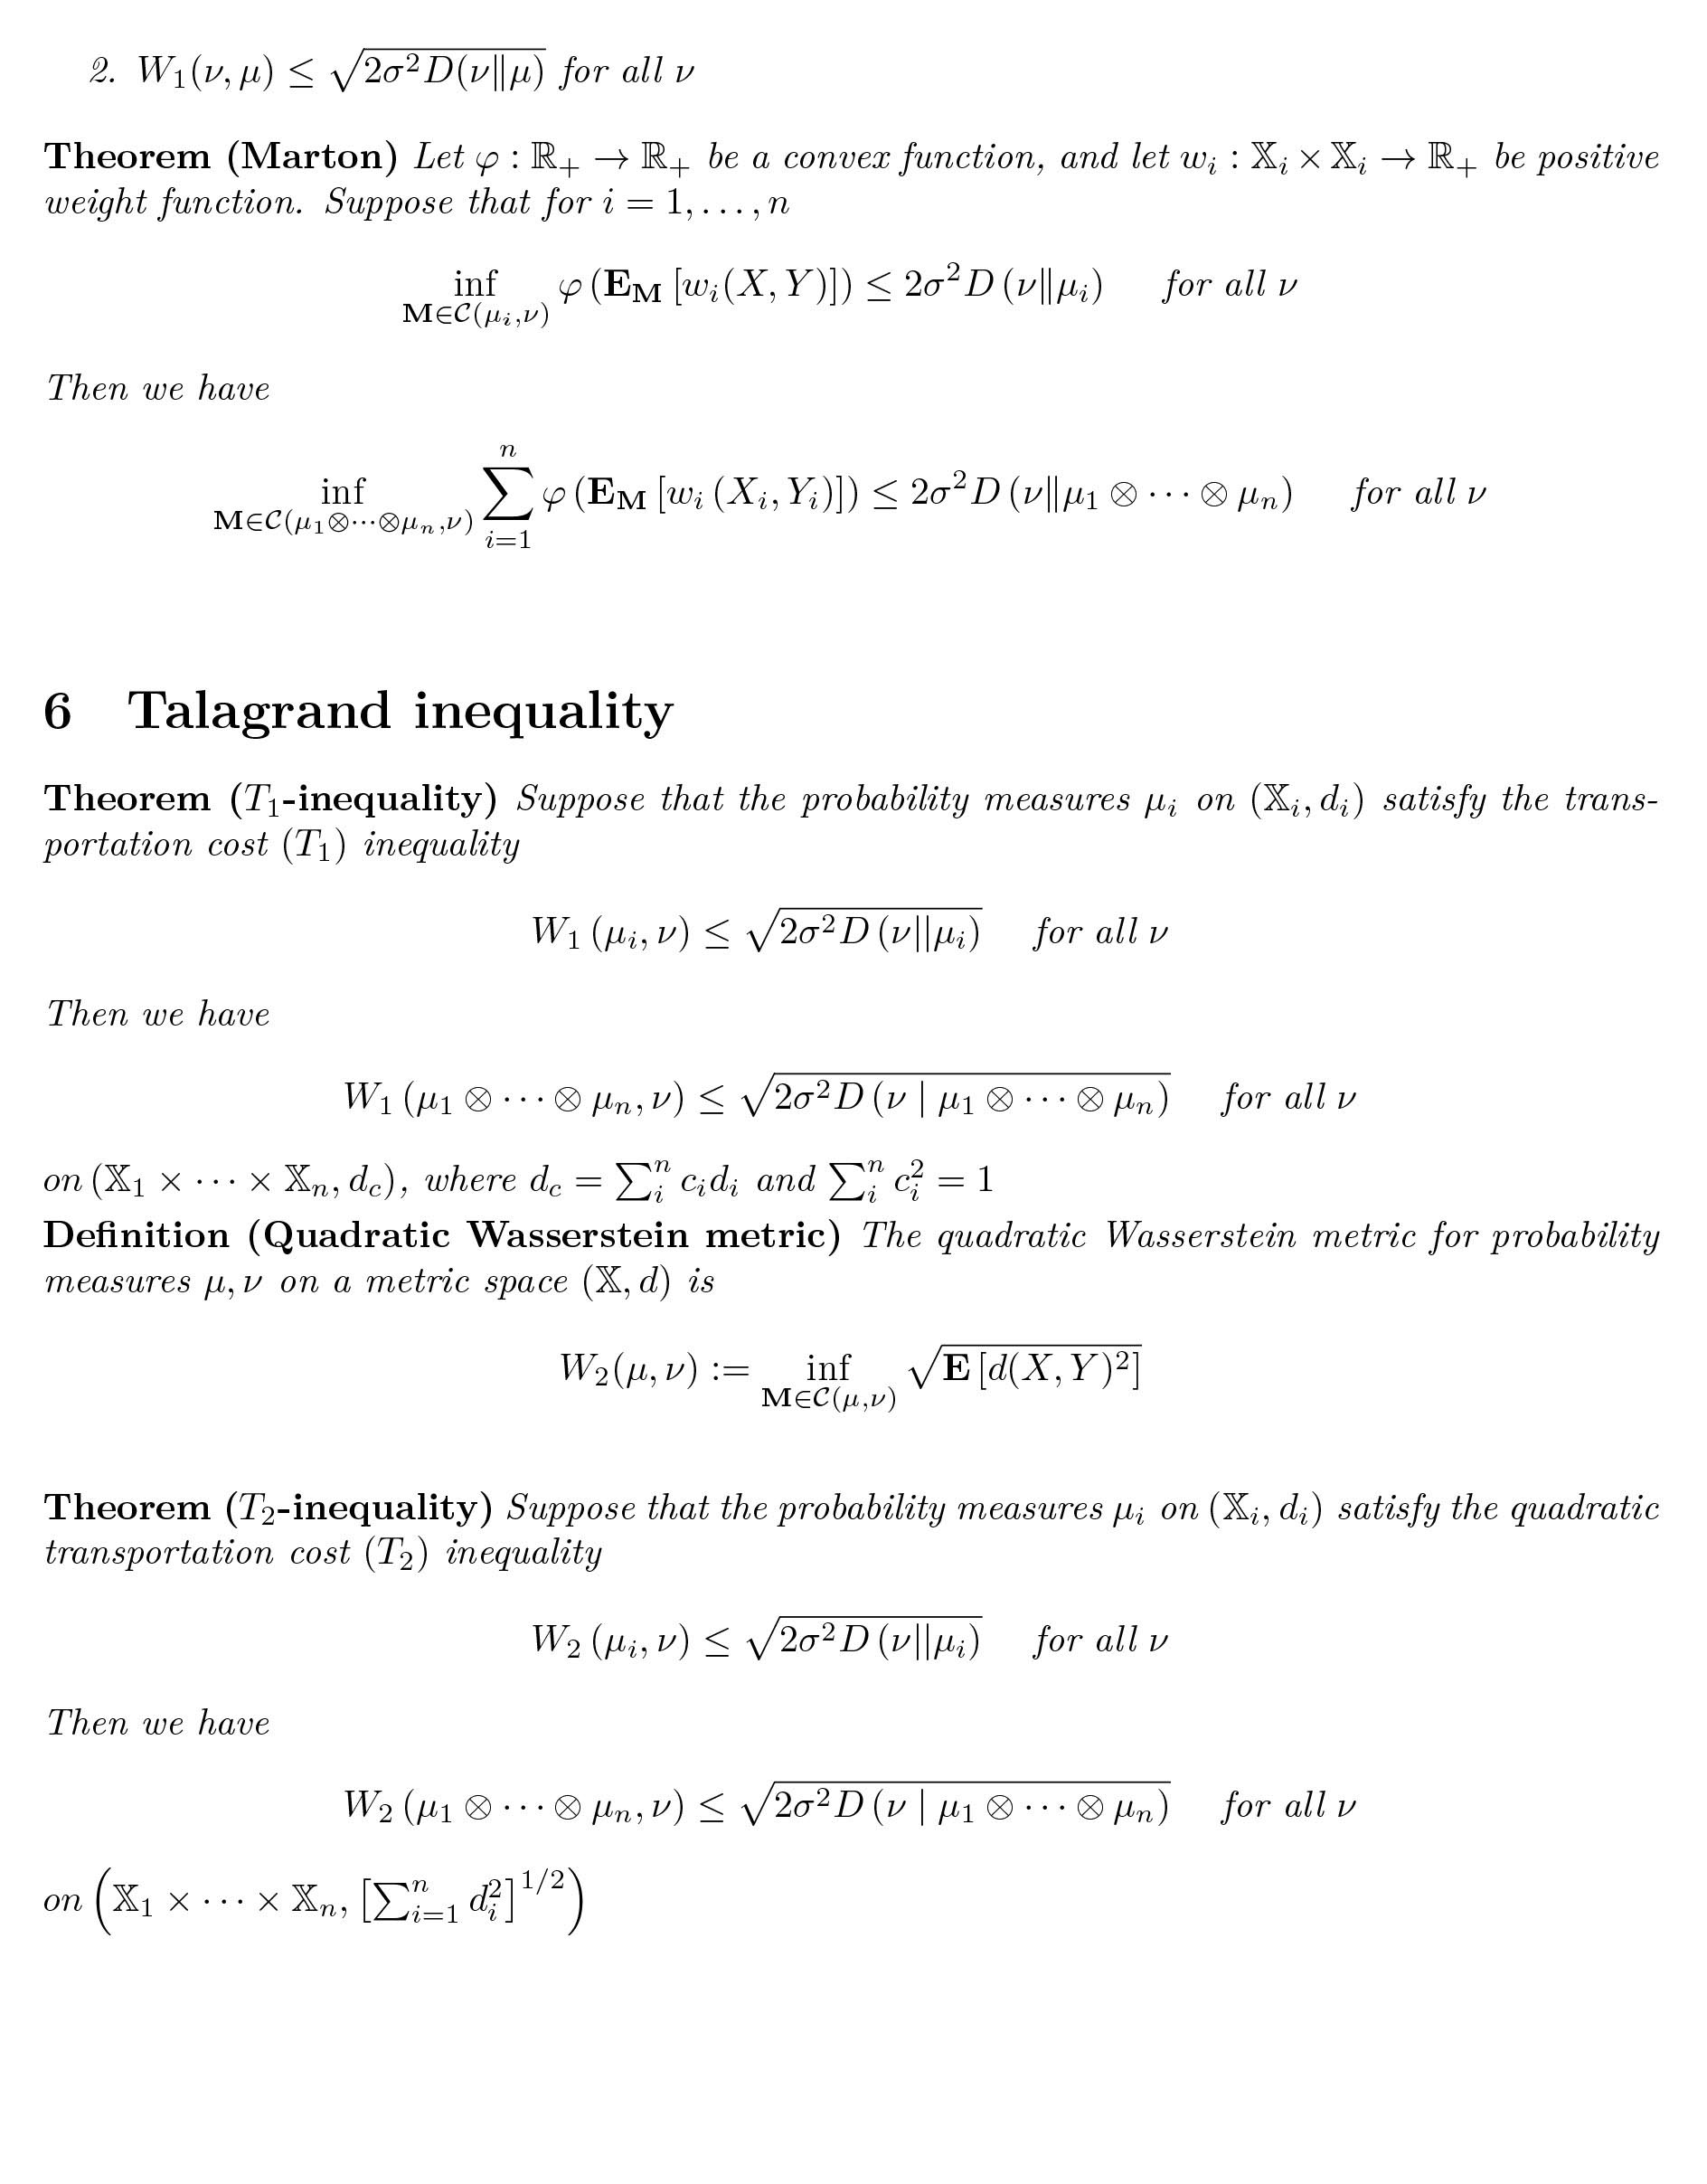 2. $W_1(\nu, \mu) \leq \sqrt{2\sigma^2 D(\nu \| \mu)}$ for all $\nu$
Theorem (Marton) Let $\varphi : \mathbb{R}_+ \rightarrow \mathbb{R}_+$ be a convex function, and let $w_i : \mathbb{X}_i \times \mathbb{X}_i \rightarrow \mathbb{R}_+$ be positive
weight function. Suppose that for $i = 1, \ldots, n$
$\inf_{\mathbf{M} \in \mathcal{C}(\mu_i, \nu)} \varphi \left( \mathbf{E}_{\mathbf{M}} \left[ w_i(X, Y) \right] \right) \leq 2\sigma^2 D \left( \nu \| \mu_i \right)$ for all $\nu$
Then we have
$\inf_{\mathbf{M} \in \mathcal{C}(\mu_1 \otimes \cdots \otimes \mu_n, \nu)} \sum_{i=1}^{n} \varphi \left( \mathbf{E}_{\mathbf{M}} \left[ w_i \left( X_i, Y_i \right) \right] \right) \leq 2\sigma^2 D \left( \nu \| \mu_1 \otimes \cdots \otimes \mu_n \right)$ for all $\nu$
6 Talagrand inequality
Theorem ($T_1$-inequality) Suppose that the probability measures $\mu_i$ on $(\mathbb{X}_i, d_i)$ satisfy the trans-
portation cost $(T_1)$ inequality
$W_1 \left( \mu_i, \nu \right) \leq \sqrt{2\sigma^2 D \left( \nu || \mu_i \right)}$ for all $\nu$
Then we have
$W_1 \left( \mu_1 \otimes \cdots \otimes \mu_n, \nu \right) \leq \sqrt{2\sigma^2 D \left( \nu \mid \mu_1 \otimes \cdots \otimes \mu_n \right)}$ for all $\nu$
on $\left( \mathbb{X}_1 \times \cdots \times \mathbb{X}_n, d_c \right)$, where $d_c = \sum_i^n c_i d_i$ and $\sum_i^n c_i^2 = 1$
Definition (Quadratic Wasserstein metric) The quadratic Wasserstein metric for probability
measures $\mu, \nu$ on a metric space $(\mathbb{X}, d)$ is
$W_2(\mu, \nu) := \inf_{\mathbf{M} \in \mathcal{C}(\mu, \nu)} \sqrt{\mathbf{E} \left[ d(X, Y)^2 \right]}$
Theorem ($T_2$-inequality) Suppose that the probability measures $\mu_i$ on $(\mathbb{X}_i, d_i)$ satisfy the quadratic
transportation cost $(T_2)$ inequality
$W_2 \left( \mu_i, \nu \right) \leq \sqrt{2\sigma^2 D \left( \nu || \mu_i \right)}$ for all $\nu$
Then we have
$W_2 \left( \mu_1 \otimes \cdots \otimes \mu_n, \nu \right) \leq \sqrt{2\sigma^2 D \left( \nu \mid \mu_1 \otimes \cdots \otimes \mu_n \right)}$ for all $\nu$
on $\left( \mathbb{X}_1 \times \cdots \times \mathbb{X}_n, \left[ \sum_{i=1}^n d_i^2 \right]^{1/2} \right)$